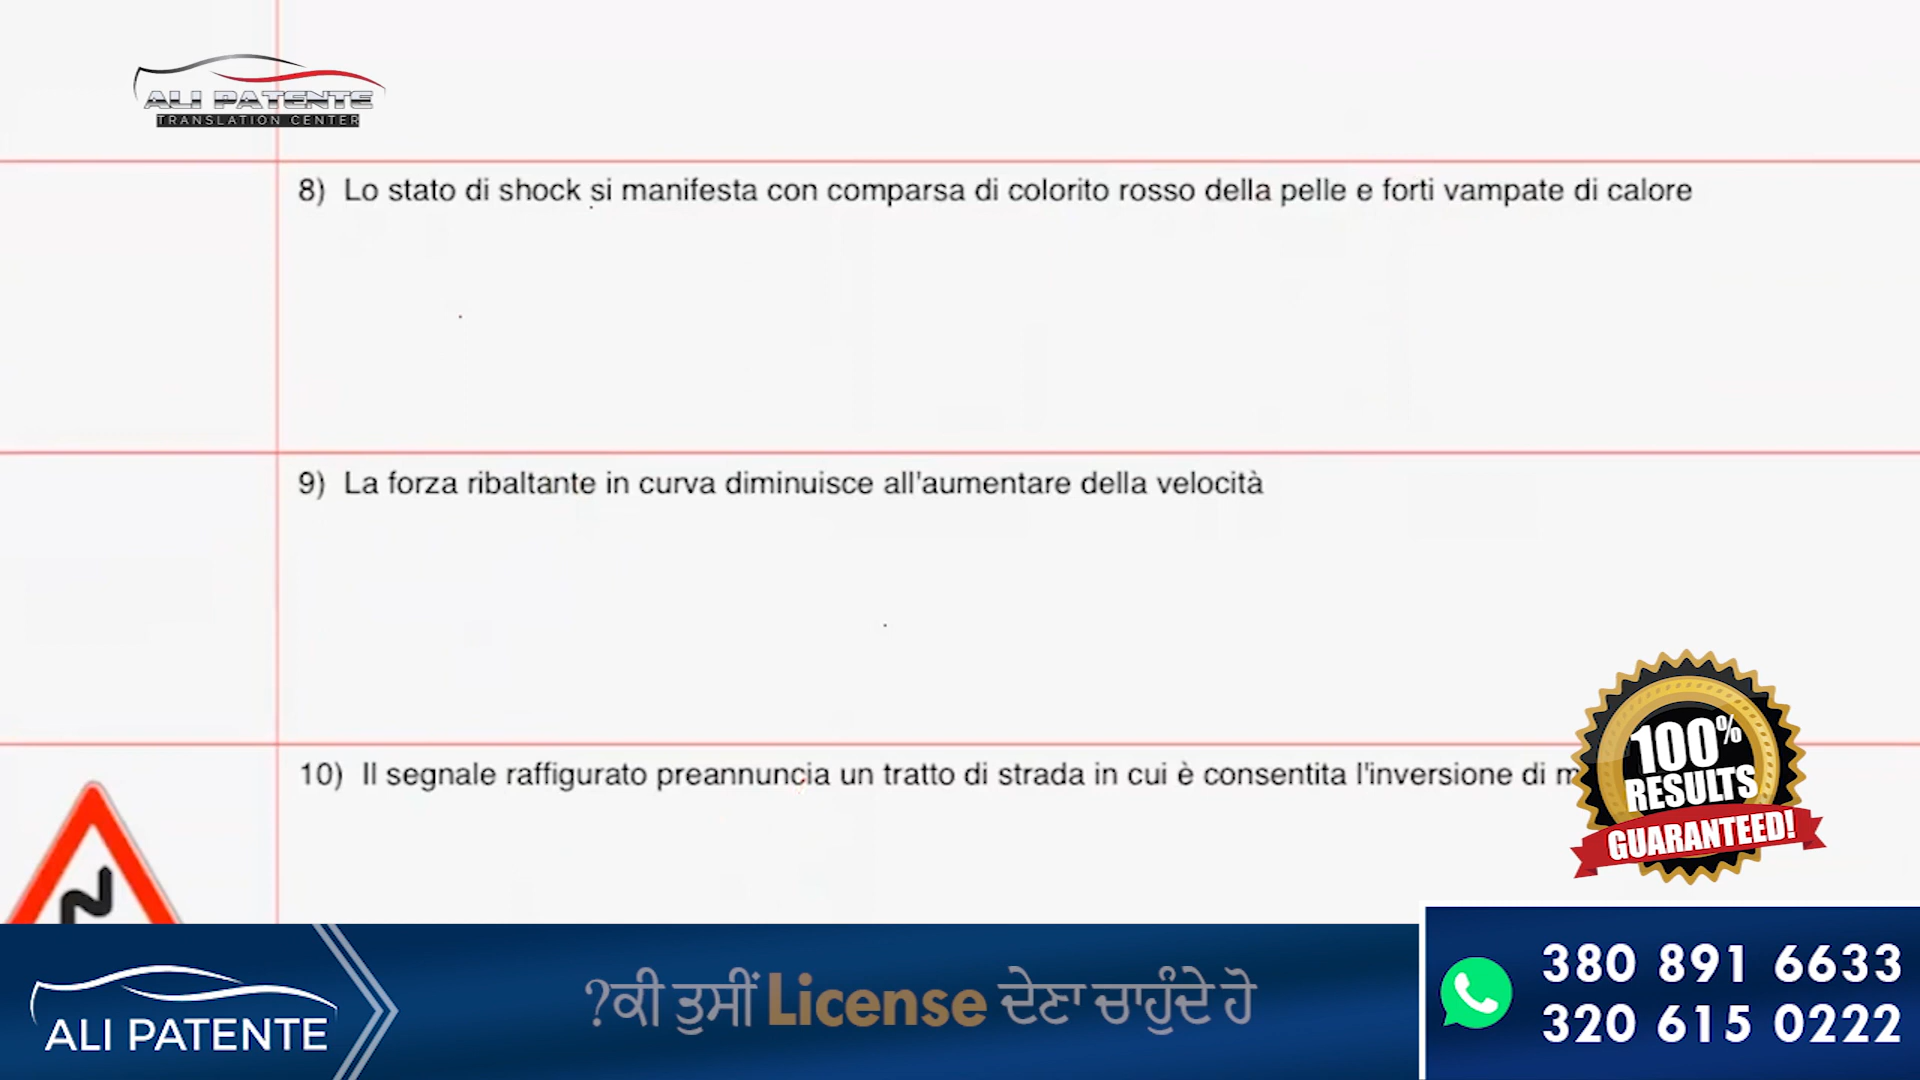 ALI PATENTE
TRANSLATION CENTER
8) Lo stato di shock si manifesta con comparsa di colorito rosso della pelle e forti vampate di calore
9) La forza ribaltante in curva diminuisce all'aumentare della velocità
10) Il segnale raffigurato preannuncia un tratto di strada in cui è consentita l'inversione di
100% RESULTS GUARANTEED!
ALI PATENTE
?ਕੀ ਤੁਸੀਂ License ਦੇਣਾ ਚਾਹੁੰਦੇ ਹੋ
380 891 6633
320 615 0222